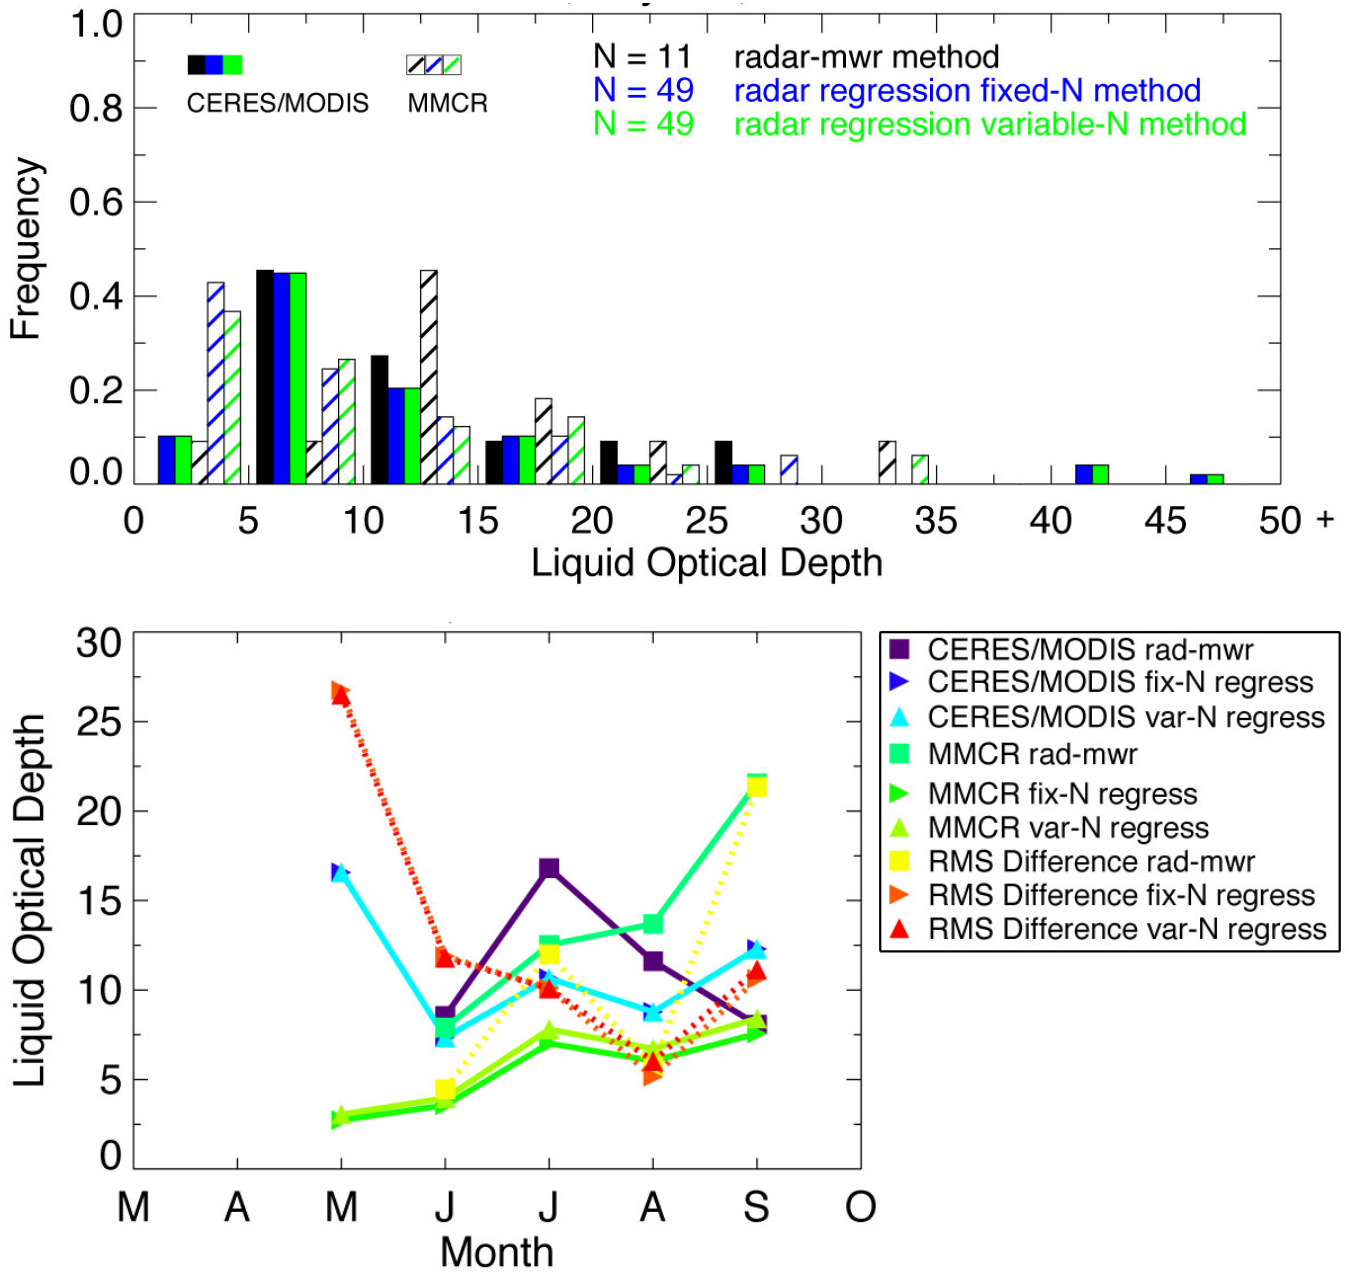 1.0
0.8
0.6
0.4
0.2
0.0
Frequency
CERES/MODIS
MMCR
N = 11 radar-mwr method
N = 49 radar regression fixed-N method
N = 49 radar regression variable-N method
0 5 10 15 20 25 30 35 40 45 50 +
Liquid Optical Depth
30
25
20
15
10
5
0
Liquid Optical Depth
M A M J J A S O
Month
CERES/MODIS rad-mwr
CERES/MODIS fix-N regress
CERES/MODIS var-N regress
MMCR rad-mwr
MMCR fix-N regress
MMCR var-N regress
RMS Difference rad-mwr
RMS Difference fix-N regress
RMS Difference var-N regress